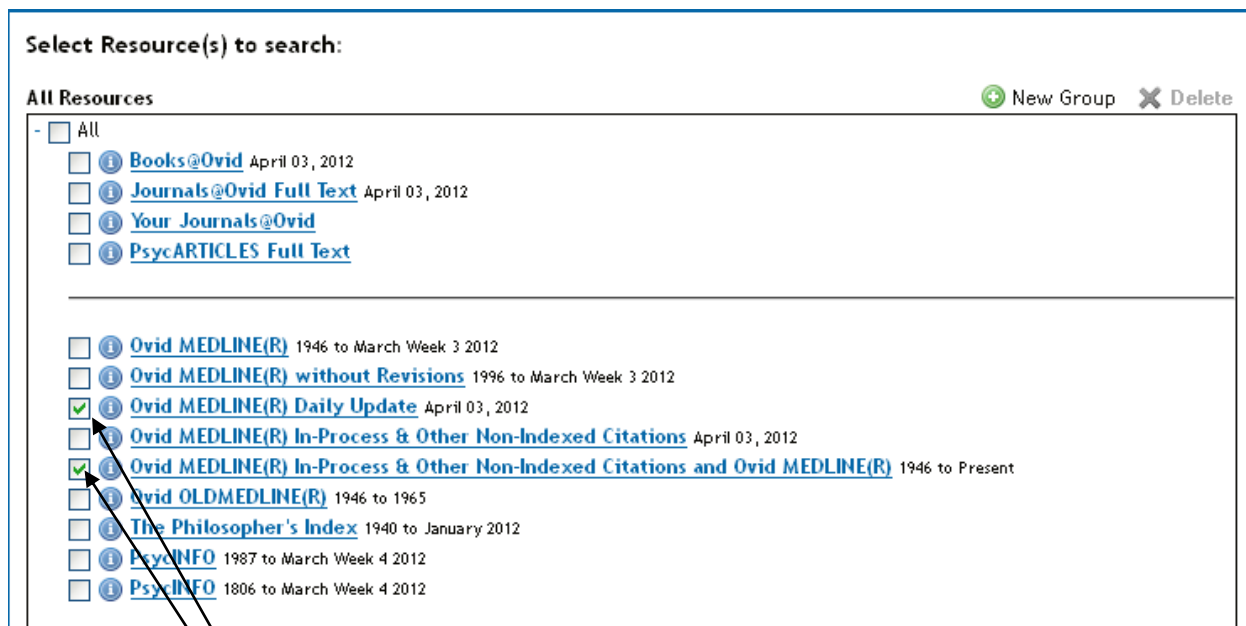 Select Resource(s) to search:
All Resources New Group Delete
- All
Books@Ovid April 03, 2012
Journals@Ovid Full Text April 03, 2012
Your Journals@Ovid
PsycARTICLES Full Text
Ovid MEDLINE(R) 1946 to March Week 3 2012
Ovid MEDLINE(R) without Revisions 1996 to March Week 3 2012
Ovid MEDLINE(R) Daily Update April 03, 2012
Ovid MEDLINE(R) In-Process & Other Non-Indexed Citations April 03, 2012
Ovid MEDLINE(R) In-Process & Other Non-Indexed Citations and Ovid MEDLINE(R) 1946 to Present
Ovid OLDMEDLINE(R) 1946 to 1965
The Philosopher's Index 1940 to January 2012
PsycINFO 1987 to March Week 4 2012
PsycINFO 1806 to March Week 4 2012